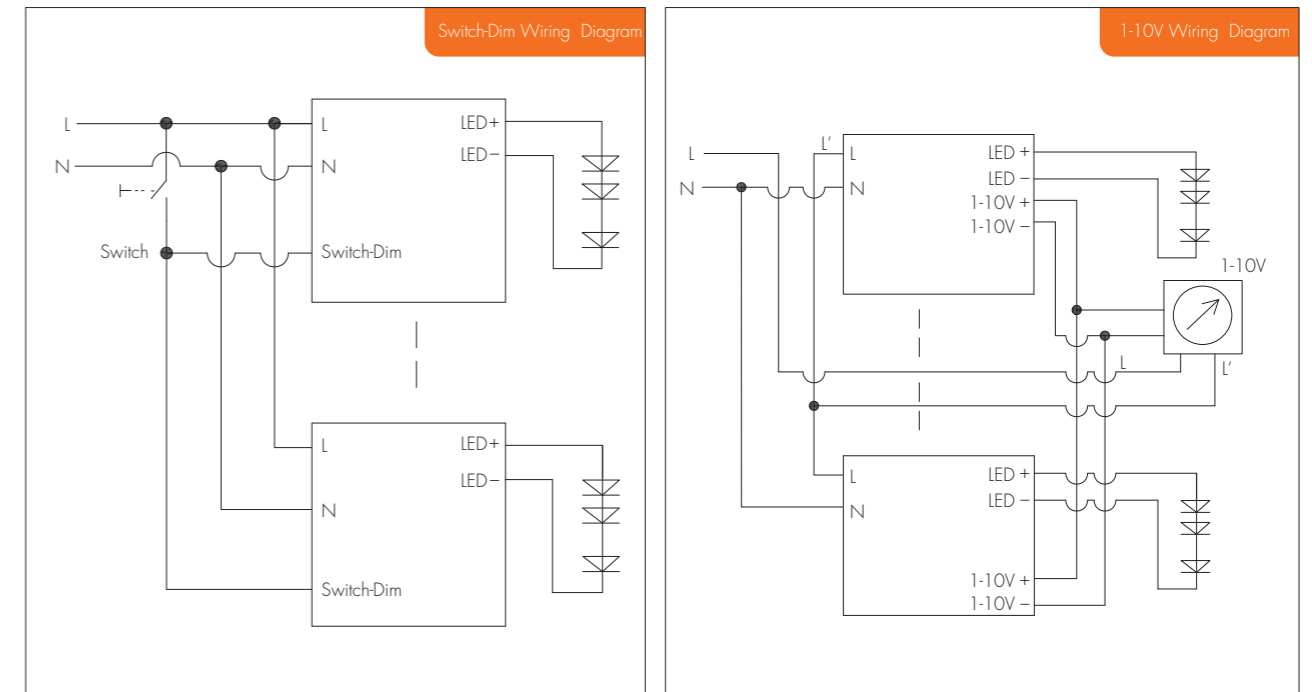 Switch-Dim Wiring Diagram
L
L
LED+
N
N
LED-
Switch
Switch-Dim
L
LED+
LED-
N
Switch-Dim
1-10V Wiring Diagram
L
L'
L
LED +
N
N
LED -
1-10V +
1-10V -
1-10V
L
L'
L
LED +
LED -
N
1-10V +
1-10V -